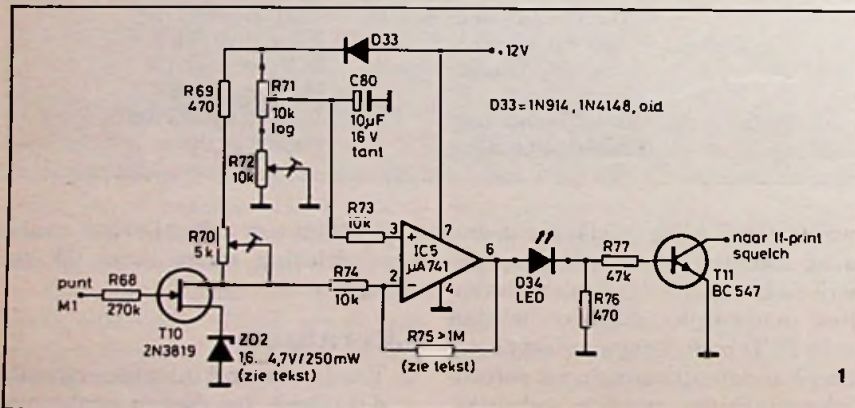 D33
+12V
R69
470
R71
10k
log
C80
10µF
16V
tant
D33=1N914, 1N4148, o.i.d.
R72
10k
R73
10k
3
+
7
IC5
µA741
6
4
2
−
R70
5k
R74
10k
punt
M1
R68
270k
T10
2N3819
ZD2
1,6...4,7V/250mW
(zie tekst)
R75>1M
(zie tekst)
D34
LED
R77
47k
R76
470
naar lf-print
squelch
T11
BC547
1